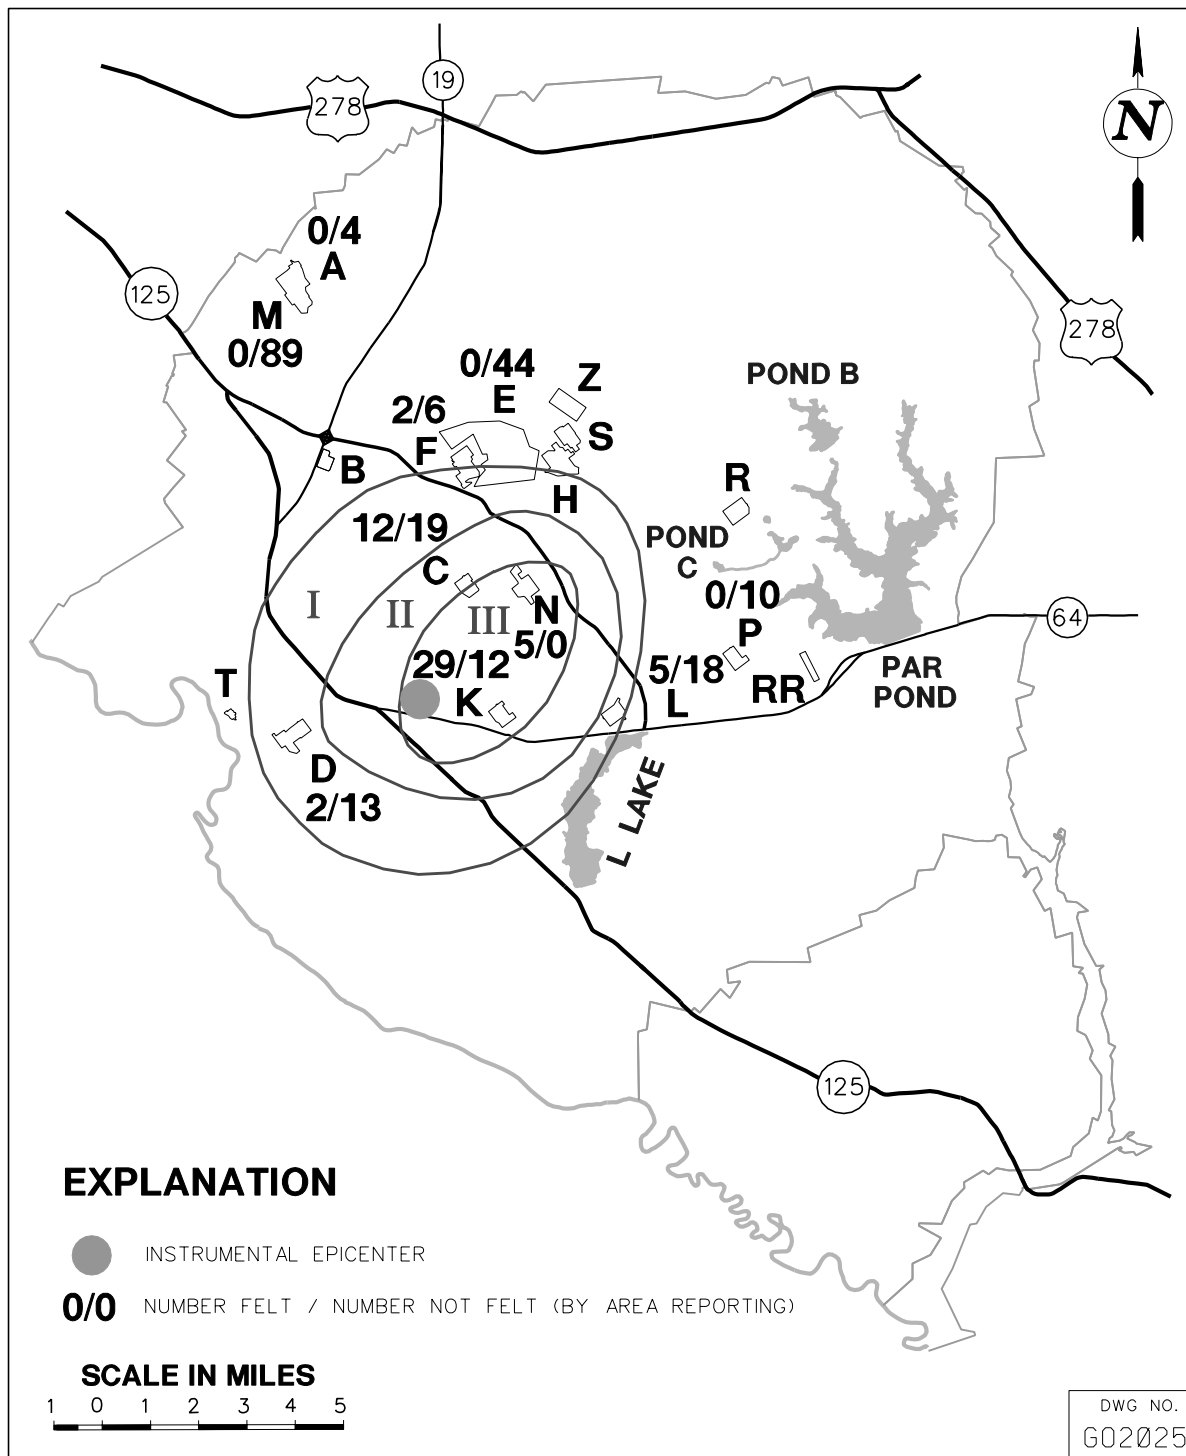 19
278
N
0/4
A
125
M
0/89
278
0/44
E
Z
POND B
2/6
F
S
B
R
H
12/19
POND
C
C
0/10
I
II
III
N
5/0
P
64
T
29/12
5/18
K
L
RR
PAR
POND
D
2/13
L LAKE
125
EXPLANATION
INSTRUMENTAL EPICENTER
0/0 NUMBER FELT / NUMBER NOT FELT (BY AREA REPORTING)
SCALE IN MILES
1 0 1 2 3 4 5
DWG NO.
GO2025